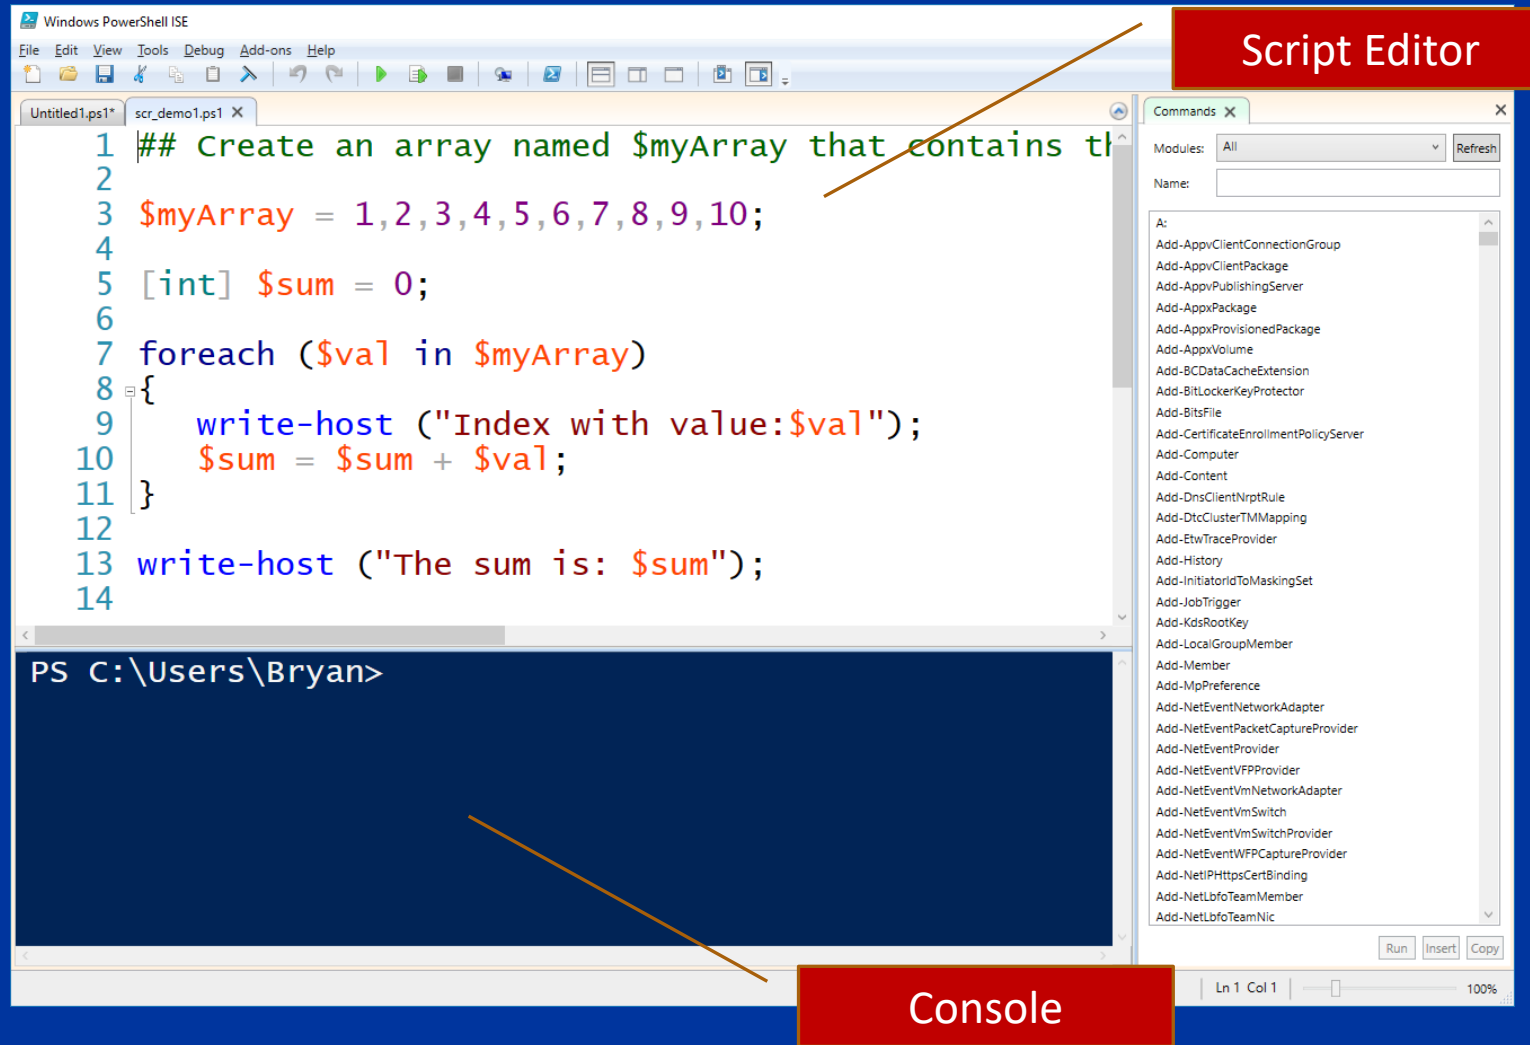 Windows PowerShell ISE
Script Editor
File Edit View Tools Debug Add-ons Help
Untitled1.ps1* scr_demo1.ps1
1 ## Create an array named $myArray that contains th
2
3 $myArray = 1,2,3,4,5,6,7,8,9,10;
4
5 [int] $sum = 0;
6
7 foreach ($val in $myArray)
8 {
9 write-host ("Index with value:$val");
10 $sum = $sum + $val;
11 }
12
13 write-host ("The sum is: $sum");
14
PS C:\Users\Bryan>
Commands
Modules: All Refresh
Name:
A:
Add-AppvClientConnectionGroup
Add-AppvClientPackage
Add-AppvPublishingServer
Add-AppxPackage
Add-AppxProvisionedPackage
Add-AppxVolume
Add-BCDataCacheExtension
Add-BitLockerKeyProtector
Add-BitsFile
Add-CertificateEnrollmentPolicyServer
Add-Computer
Add-Content
Add-DnsClientNrptRule
Add-DtcClusterTMMapping
Add-EtwTraceProvider
Add-History
Add-InitiatorIdToMaskingSet
Add-JobTrigger
Add-KdsRootKey
Add-LocalGroupMember
Add-Member
Add-MpPreference
Add-NetEventNetworkAdapter
Add-NetEventPacketCaptureProvider
Add-NetEventProvider
Add-NetEventVFPProvider
Add-NetEventVmNetworkAdapter
Add-NetEventVmSwitch
Add-NetEventVmSwitchProvider
Add-NetEventWFPCaptureProvider
Add-NetIPHttpsCertBinding
Add-NetLbfoTeamMember
Add-NetLbfoTeamNic
Run Insert Copy
Ln 1 Col 1 100%
Console